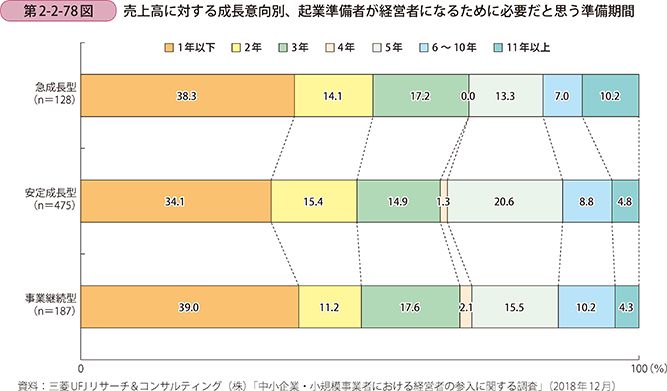 第2-2-78図 売上高に対する成長意向別、起業準備者が経営者になるために必要だと思う準備期間
1年以下 2年 3年 4年 5年 6～10年 11年以上
急成長型
(n=128)
38.3 14.1 17.2 0.0 13.3 7.0 10.2
安定成長型
(n=475)
34.1 15.4 14.9 1.3 20.6 8.8 4.8
事業継続型
(n=187)
39.0 11.2 17.6 2.1 15.5 10.2 4.3
0 100 (%)
資料：三菱UFJリサーチ＆コンサルティング（株）「中小企業・小規模事業者における経営者の参入に関する調査」（2018年12月）